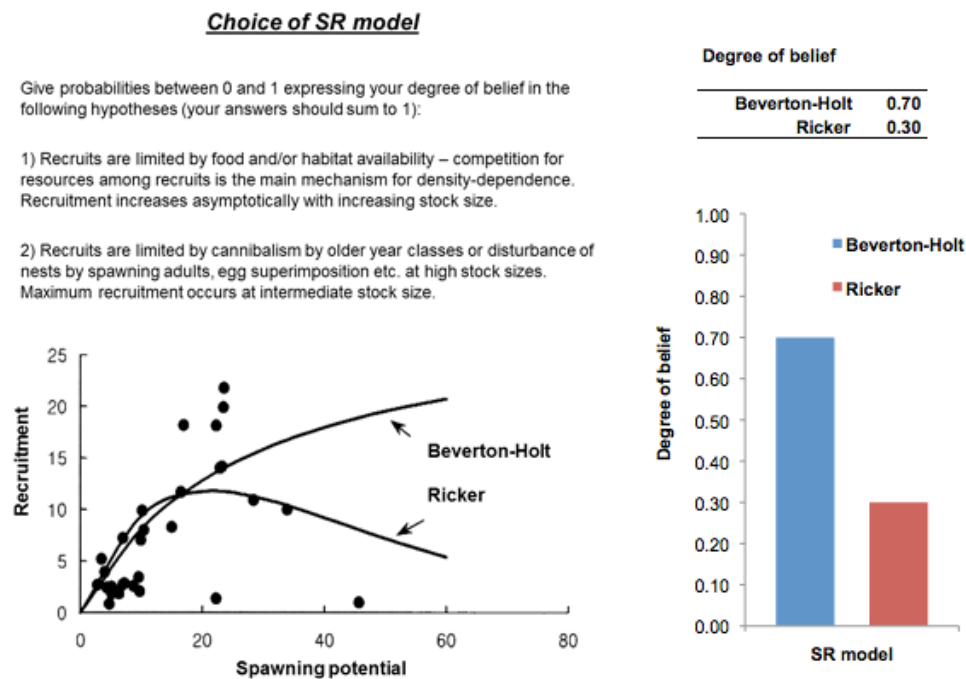 Choice of SR model
Give probabilities between 0 and 1 expressing your degree of belief in the
following hypotheses (your answers should sum to 1):
1) Recruits are limited by food and/or habitat availability – competition for
resources among recruits is the main mechanism for density-dependence.
Recruitment increases asymptotically with increasing stock size.
2) Recruits are limited by cannibalism by older year classes or disturbance of
nests by spawning adults, egg superimposition etc. at high stock sizes.
Maximum recruitment occurs at intermediate stock size.
25
20
15
10
5
0
Recruitment
Beverton-Holt
Ricker
0 20 40 60 80
Spawning potential
Degree of belief
Beverton-Holt 0.70
Ricker 0.30
1.00
0.90
0.80
0.70
0.60
0.50
0.40
0.30
0.20
0.10
0.00
Degree of belief
Beverton-Holt
Ricker
SR model